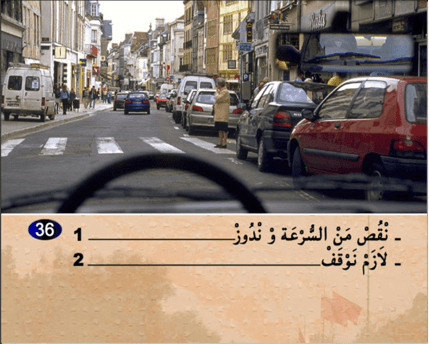 36
ـ نْقُصْ مَنْ السُّرْعَة وْ نْدُوزْ 1
ـ لاَزَمْ نَوْقَفْ 2